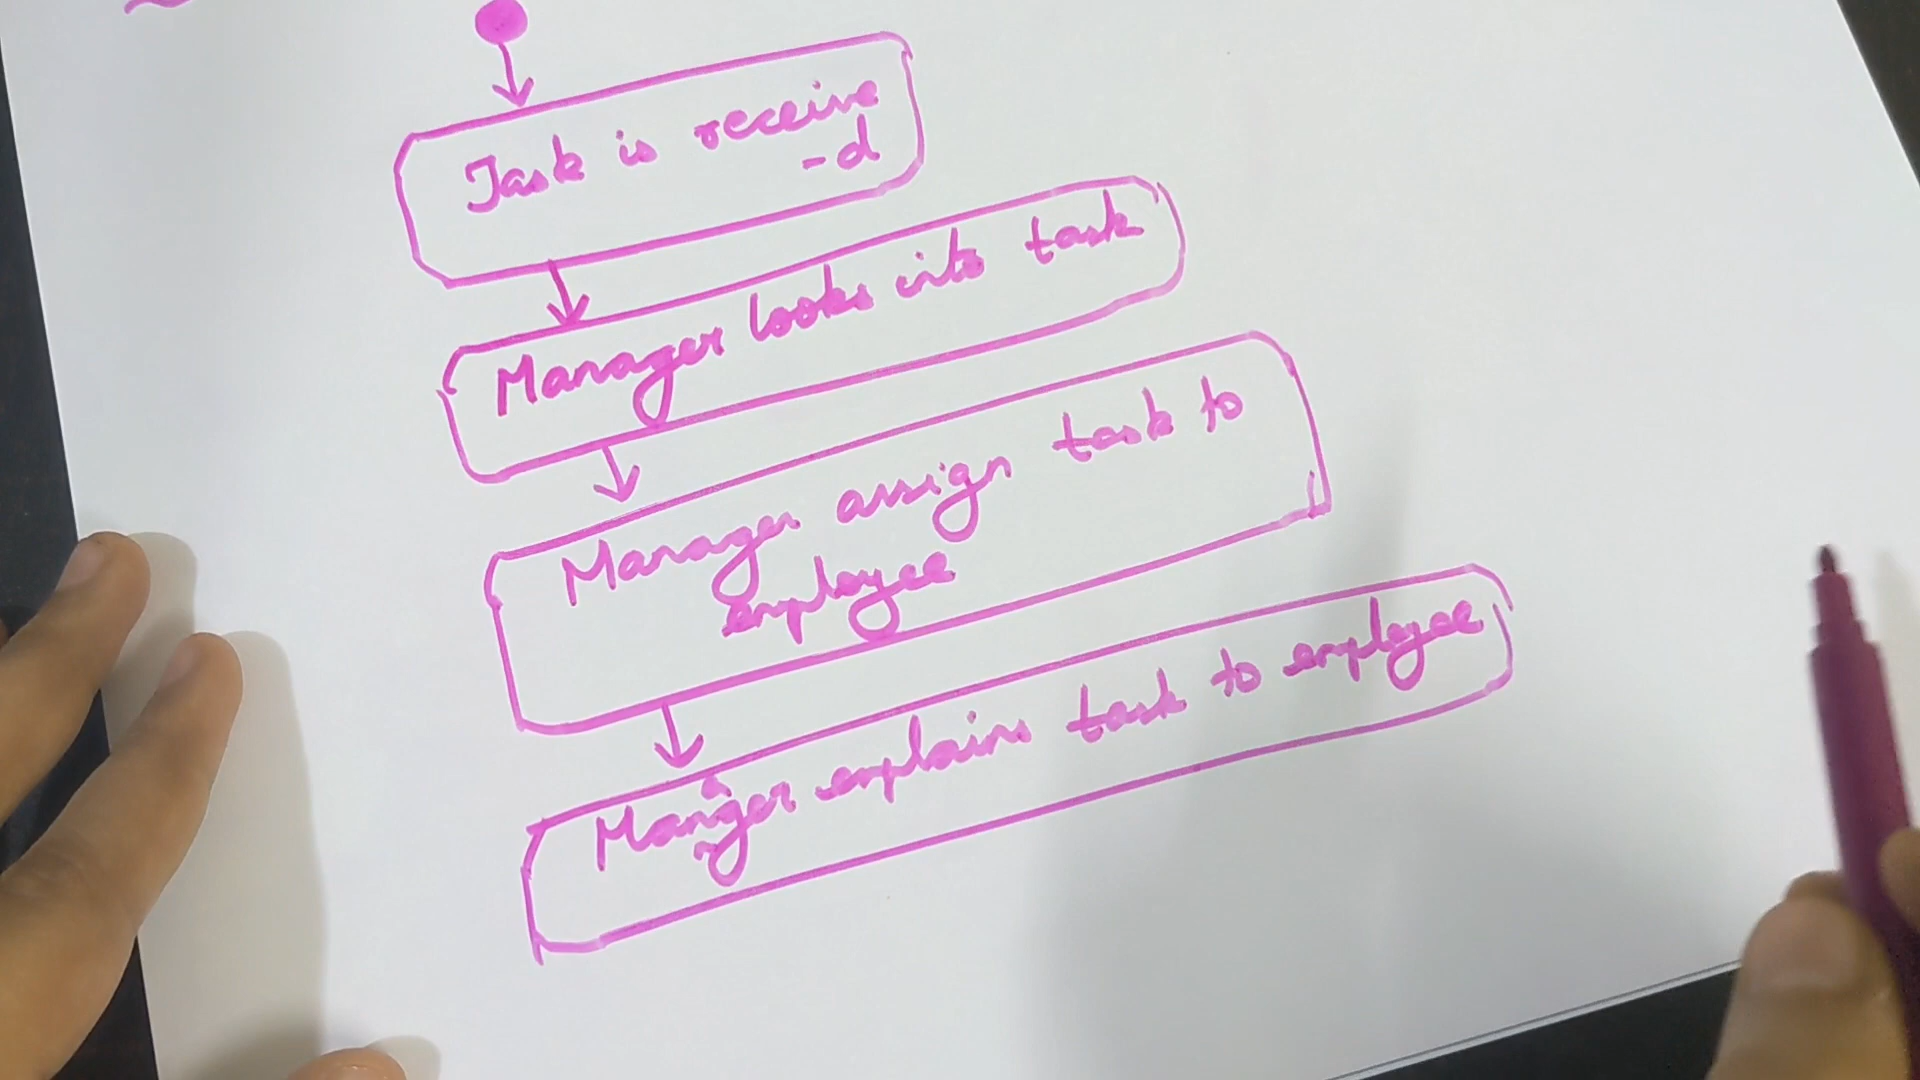 Task is receive
-d
Manager looks into task
Manager assign task to
employee
Manager explains task to employee